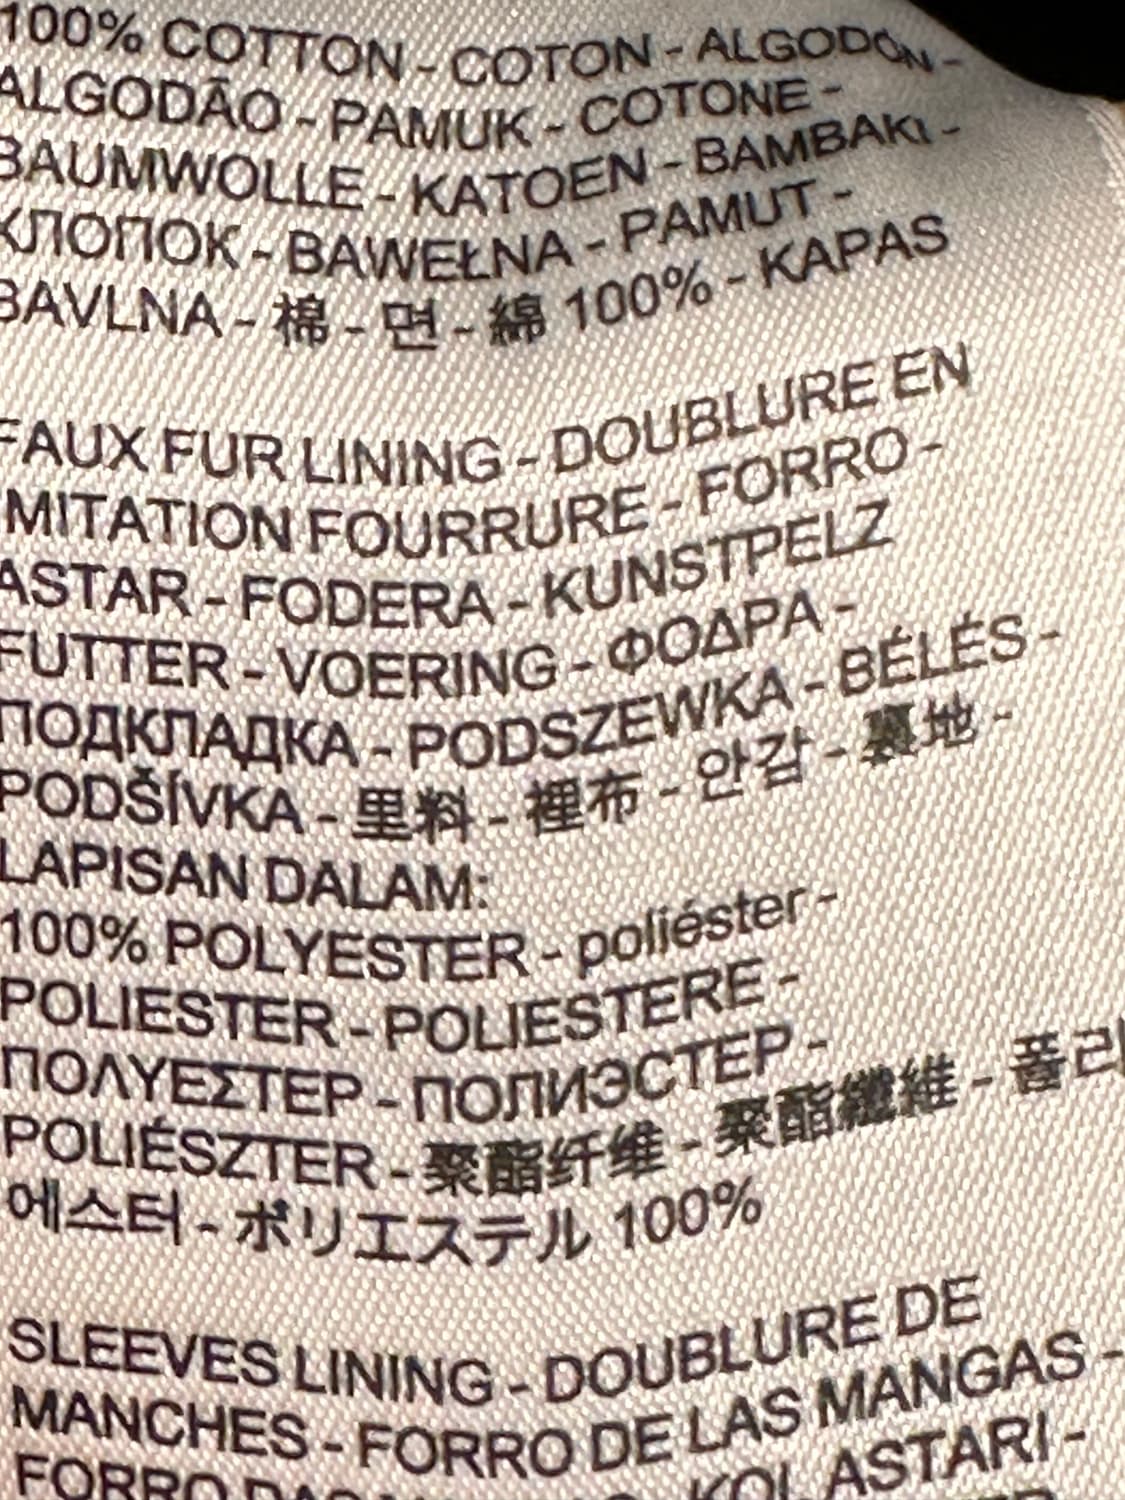 100% COTTON - COTON - ALGODÓN -
ALGODÃO - PAMUK - COTONE -
BAUMWOLLE - KATOEN - BAMBAKI -
ХЛОПОК - BAWEŁNA - PAMUT -
BAVLNA - 棉 - 면 - 綿 100% - KAPAS
FAUX FUR LINING - DOUBLURE EN
IMITATION FOURRURE - FORRO -
ASTAR - FODERA - KUNSTPELZ
FUTTER - VOERING - ΦΟΔΡΑ -
ПОДКЛАДКА - PODSZEWKA - BÉLÉS -
PODŠÍVKA - 里料 - 裡布 - 안감 - 裏地 -
LAPISAN DALAM:
100% POLYESTER - poliéster -
POLIESTER - POLIESTERE -
ΠΟΛΥΕΣΤΕΡ - ПОЛИЭСТЕР -
POLIÉSZTER - 聚酯纤维 - 聚酯纖維 - 폴리
에스터 - ポリエステル 100%
SLEEVES LINING - DOUBLURE DE
MANCHES - FORRO DE LAS MANGAS -
FORRO KOL ASTARI -